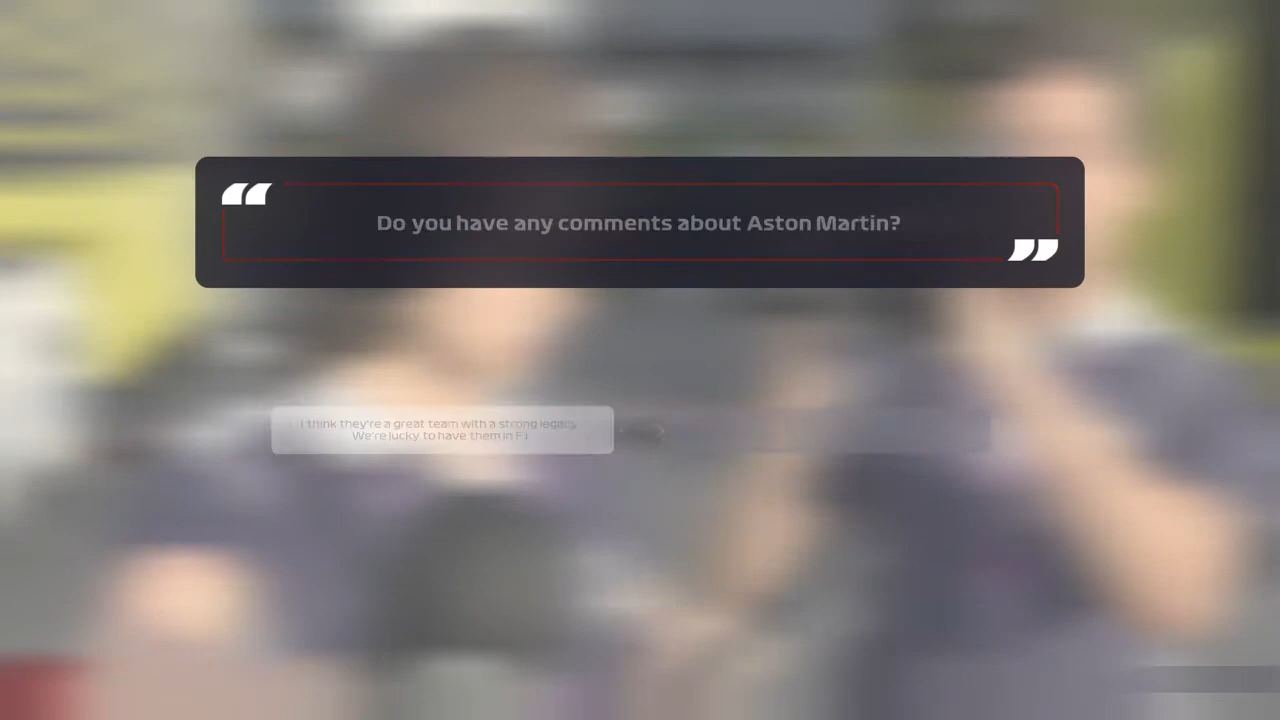 Do you have any comments about Aston Martin?
I think they're a great team with a strong legacy.
We're lucky to have them in F1